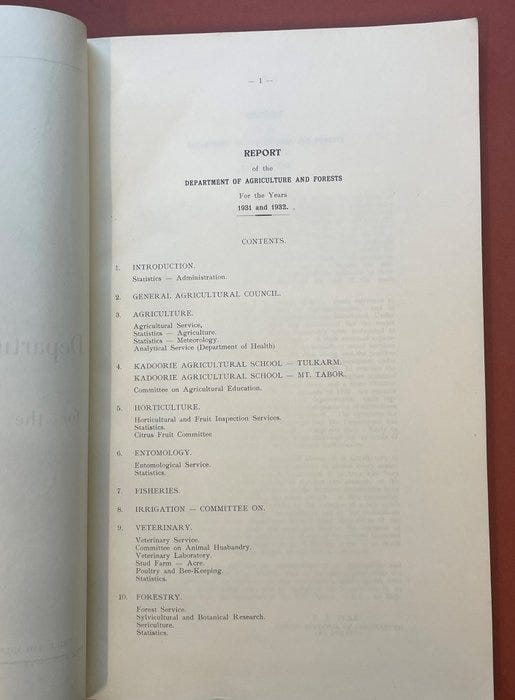 — 1 —
REPORT
of the
DEPARTMENT OF AGRICULTURE AND FORESTS
For the Years
1931 and 1932.
CONTENTS.
1. INTRODUCTION.
Statistics — Administration.
2. GENERAL AGRICULTURAL COUNCIL.
3. AGRICULTURE.
Agricultural Service,
Statistics — Agriculture.
Statistics — Meteorology.
Analytical Service (Department of Health)
4. KADOORIE AGRICULTURAL SCHOOL — TULKARM.
KADOORIE AGRICULTURAL SCHOOL — MT. TABOR.
Committee on Agricultural Education.
5. HORTICULTURE.
Horticultural and Fruit Inspection Services.
Statistics.
Citrus Fruit Committee
6. ENTOMOLOGY.
Entomological Service.
Statistics.
7. FISHERIES.
8. IRRIGATION — COMMITTEE ON.
9. VETERINARY.
Veterinary Service.
Committee on Animal Husbandry.
Veterinary Laboratory.
Stud Farm — Acre.
Poultry and Bee-Keeping.
Statistics.
10. FORESTRY.
Forest Service.
Sylvicultural and Botanical Research.
Sericulture.
Statistics.